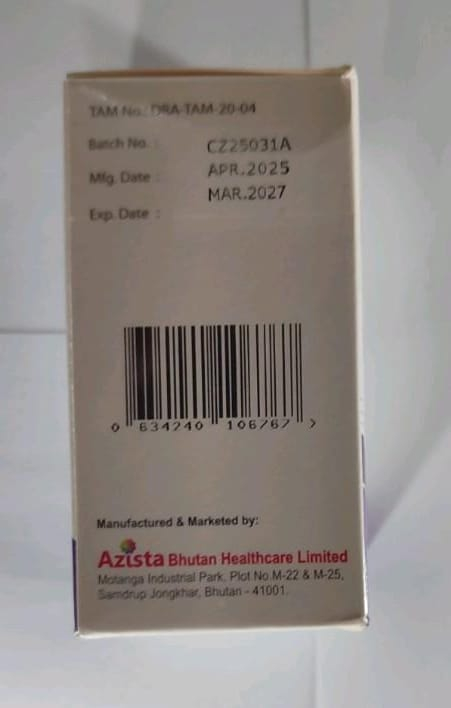 TAM No.: DRA-TAM-20-04
Batch No. : CZ25031A
Mfg. Date : APR.2025
Exp. Date : MAR.2027
0 634240 106767 >
Manufactured & Marketed by:
Azista Bhutan Healthcare Limited
Motanga Industrial Park, Plot No.M-22 & M-25,
Samdrup Jongkhar, Bhutan - 41001.